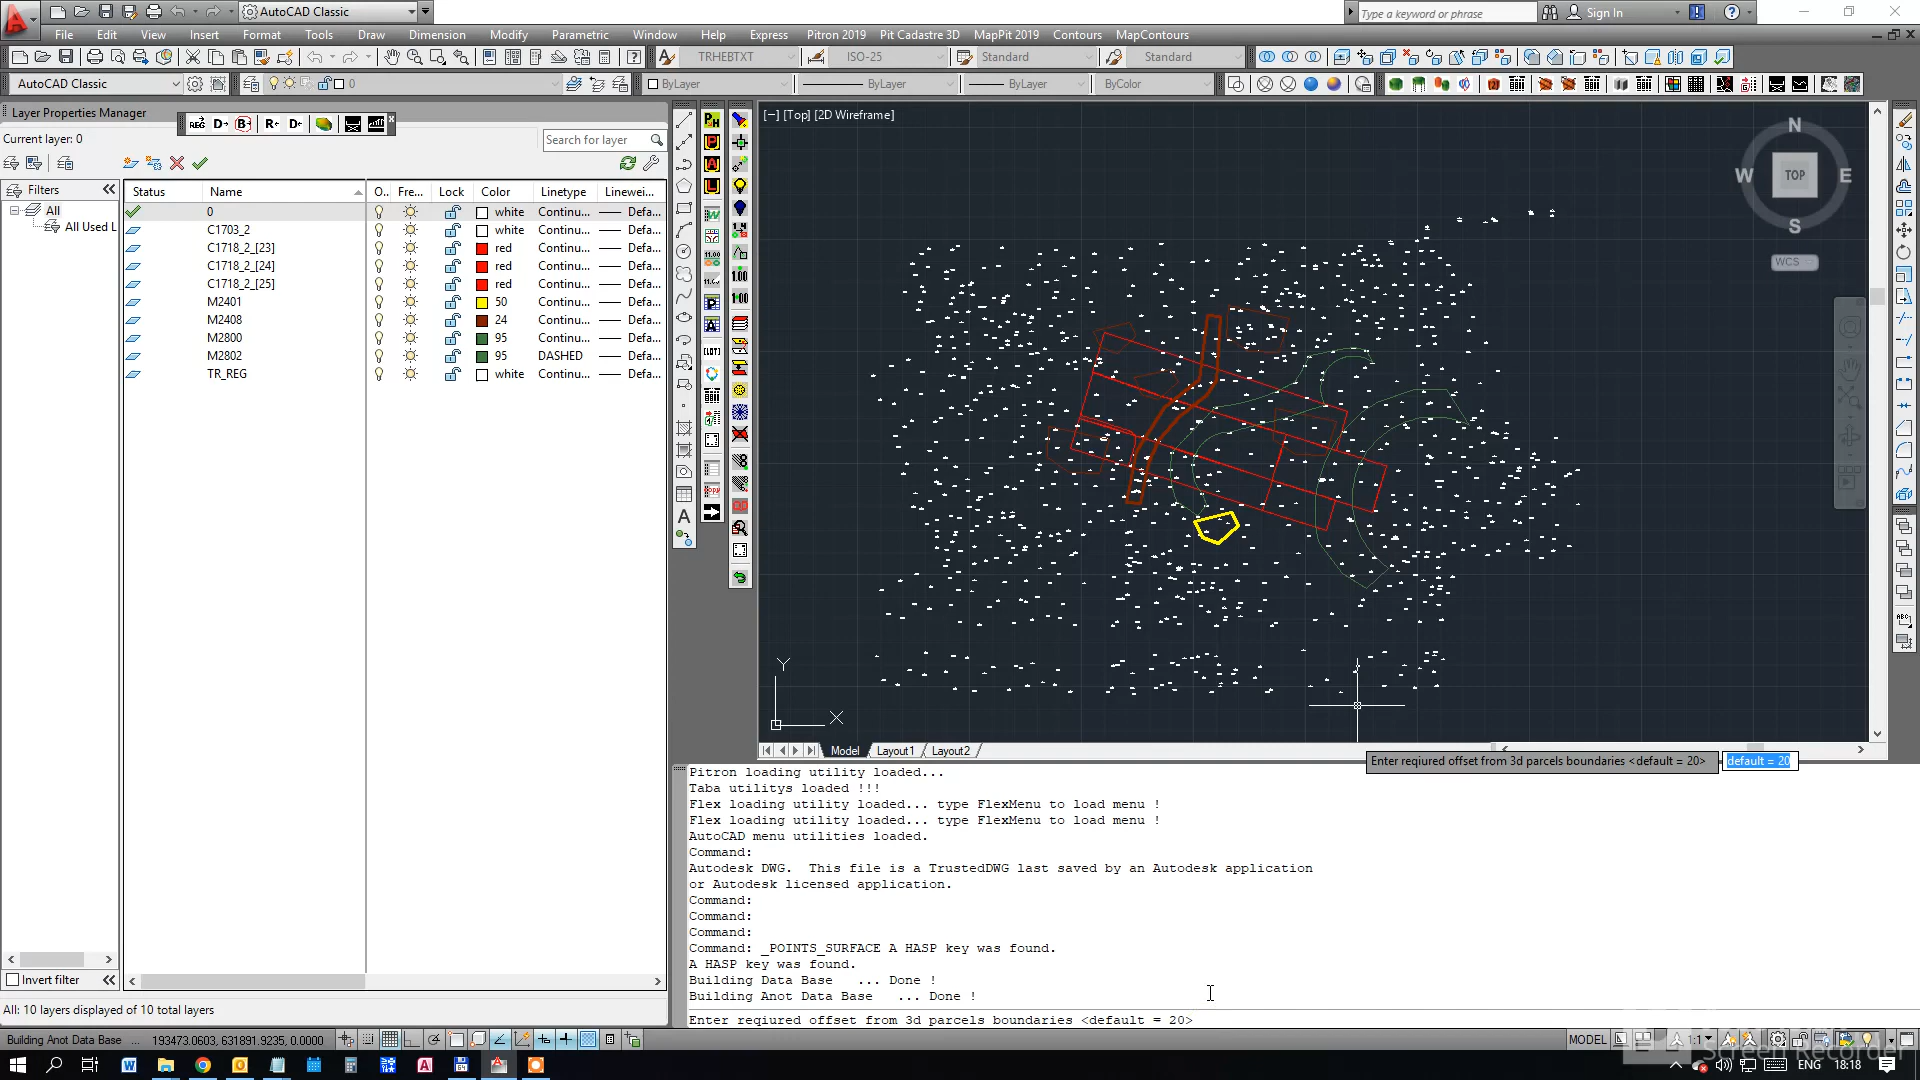 AutoCAD Classic
Type a keyword or phrase
Sign In
File Edit View Insert Format Tools Draw Dimension Modify Parametric Window Help Express Pitron 2019 Pit Cadastre 3D MapPit 2019 Contours MapContours
TRHEBTXT ISO-25 Standard Standard
AutoCAD Classic 0 ByLayer ByLayer ByLayer ByColor
Layer Properties Manager
Current layer: 0
Search for layer
Filters
All
All Used L
Status Name O.. Fre... Lock Color Linetype Linewei...
0 white Continu... Defa...
C1703_2 white Continu... Defa...
C1718_2_[23] red Continu... Defa...
C1718_2_[24] red Continu... Defa...
C1718_2_[25] red Continu... Defa...
M2401 50 Continu... Defa...
M2408 24 Continu... Defa...
M2800 95 Continu... Defa...
M2802 95 DASHED Defa...
TR_REG white Continu... Defa...
Invert filter
All: 10 layers displayed of 10 total layers
[−] [Top] [2D Wireframe]
N
W TOP E
S
WCS
Y
X
Model Layout1 Layout2
Enter reqiured offset from 3d parcels boundaries <default = 20> default = 20
Pitron loading utility loaded...
Taba utilitys loaded !!!
Flex loading utility loaded... type FlexMenu to load menu !
Flex loading utility loaded... type FlexMenu to load menu !
AutoCAD menu utilities loaded.
Command:
Autodesk DWG.  This file is a TrustedDWG last saved by an Autodesk application
or Autodesk licensed application.
Command:
Command:
Command:
Command: _POINTS_SURFACE A HASP key was found.
A HASP key was found.
Building Data Base   ... Done !
Building Anot Data Base   ... Done !
Enter reqiured offset from 3d parcels boundaries <default = 20>
Building Anot Data Base ... 193473.0603, 631891.9235, 0.0000
MODEL 1:1
Screen Recorder
ENG 18:18